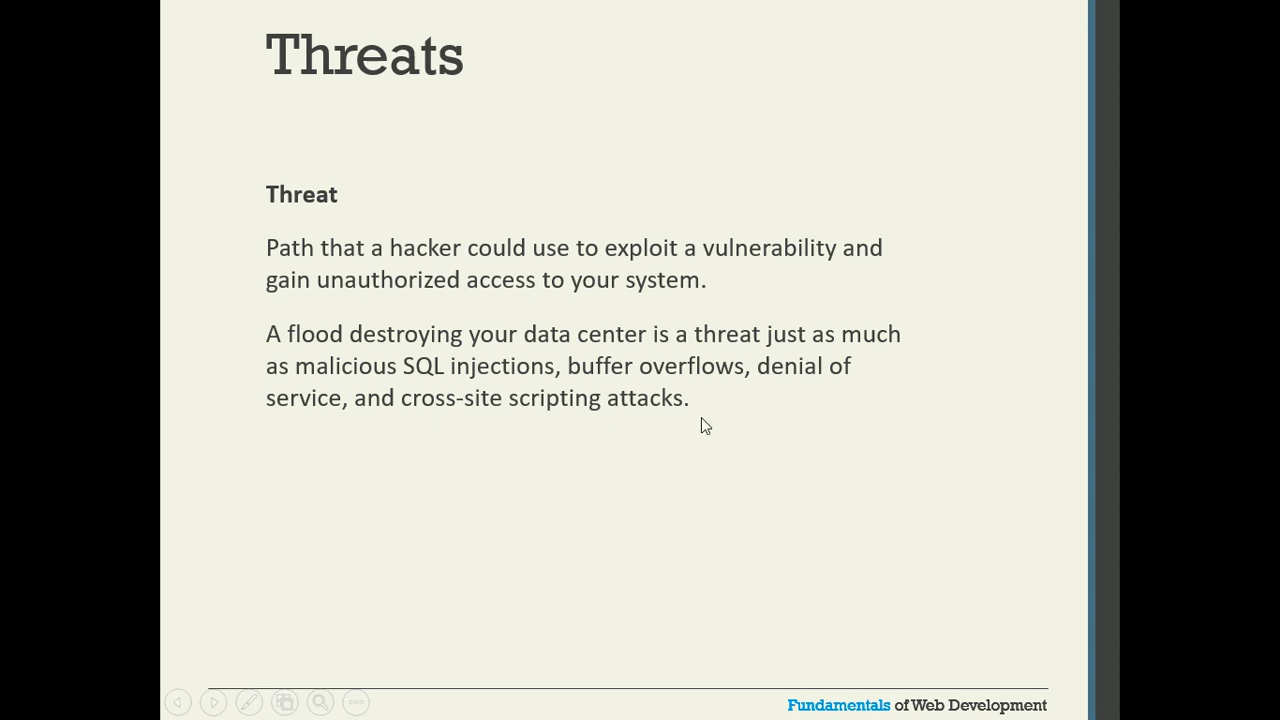 Threats
Threat
Path that a hacker could use to exploit a vulnerability and
gain unauthorized access to your system.
A flood destroying your data center is a threat just as much
as malicious SQL injections, buffer overflows, denial of
service, and cross-site scripting attacks.
Fundamentals of Web Development